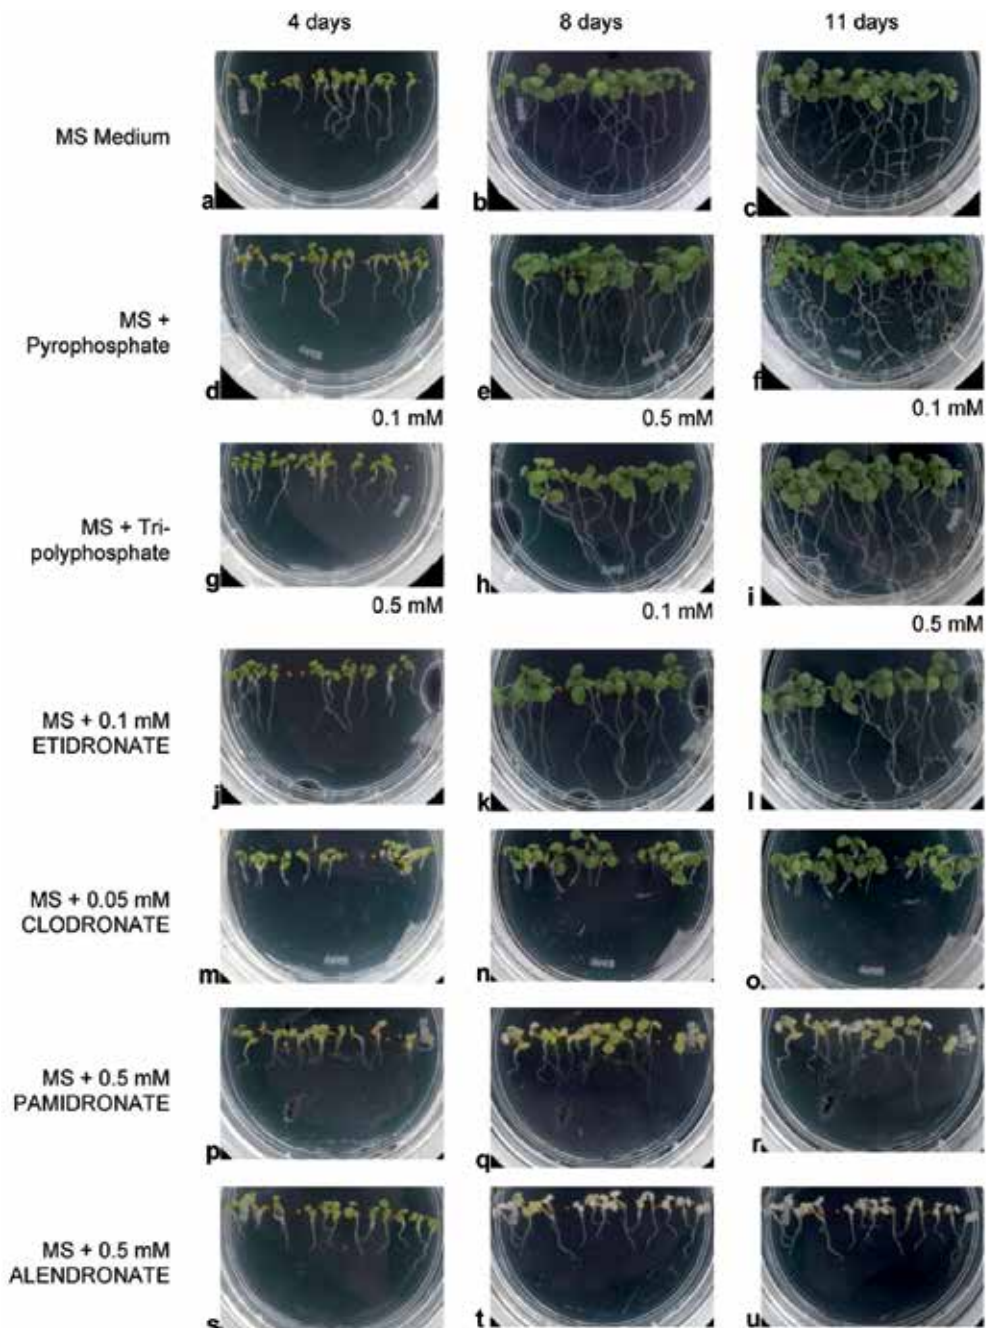 4 days 8 days 11 days
MS Medium
a b c
MS +
Pyrophosphate
d e f
0.1 mM 0.5 mM 0.1 mM
MS + Tri-
polyphosphate
g h i
0.5 mM 0.1 mM 0.5 mM
MS + 0.1 mM
ETIDRONATE
j k l
MS + 0.05 mM
CLODRONATE
m n o
MS + 0.5 mM
PAMIDRONATE
p q r
MS + 0.5 mM
ALENDRONATE
s t u